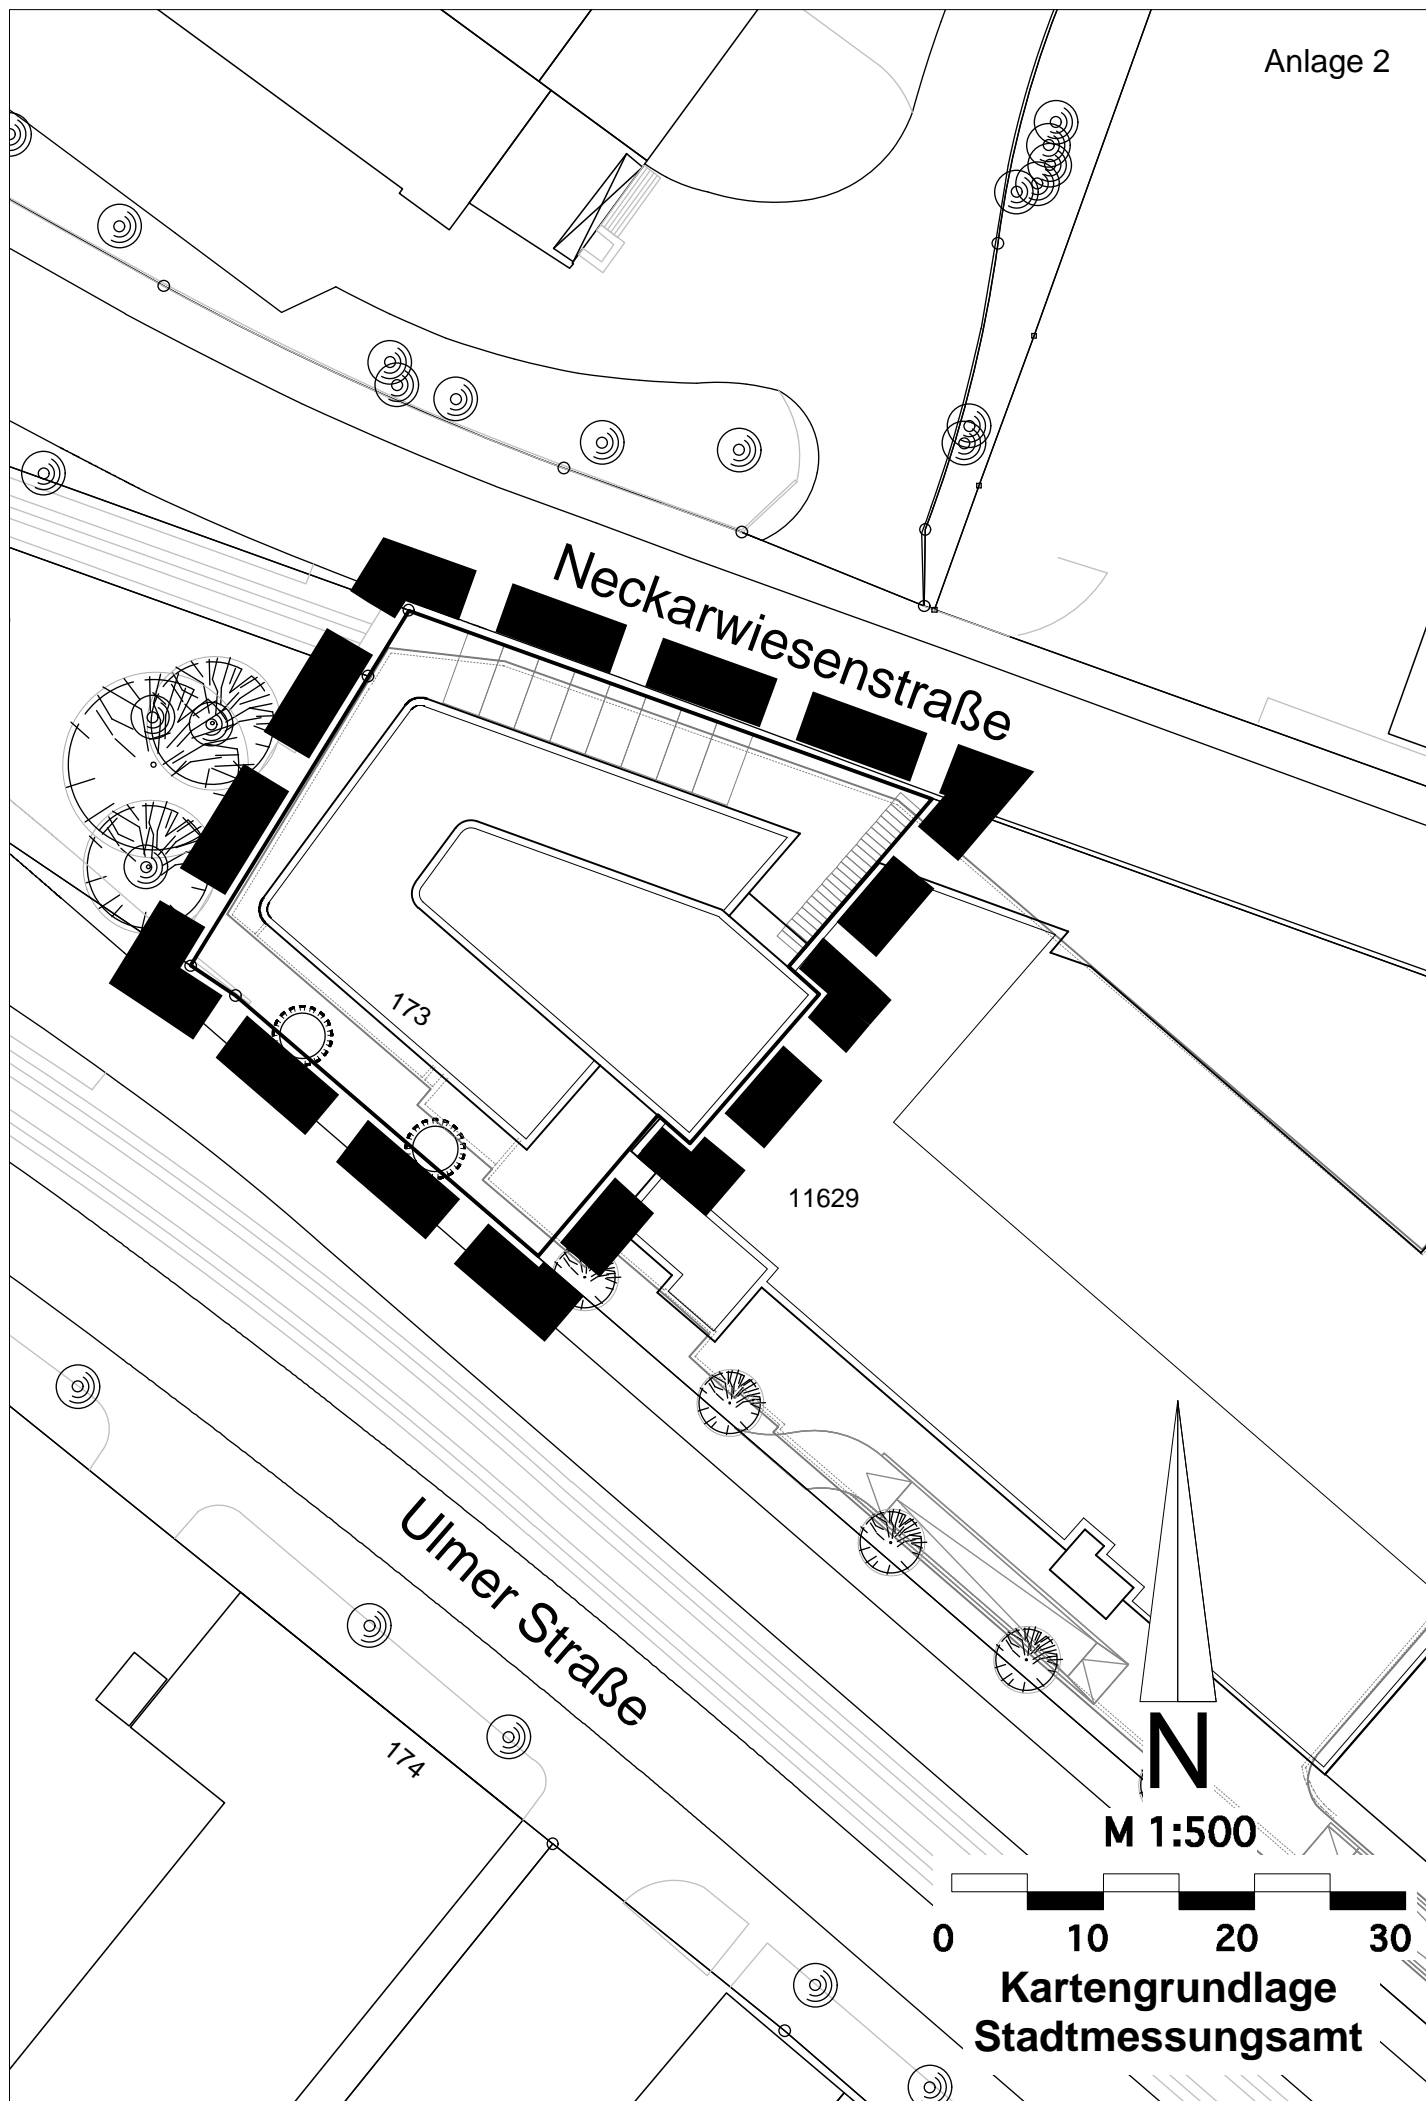 Anlage 2
Neckarwiesenstraße
173
11629
Ulmer Straße
174
N
M 1:500
0 10 20 30
Kartengrundlage
Stadtmessungsamt